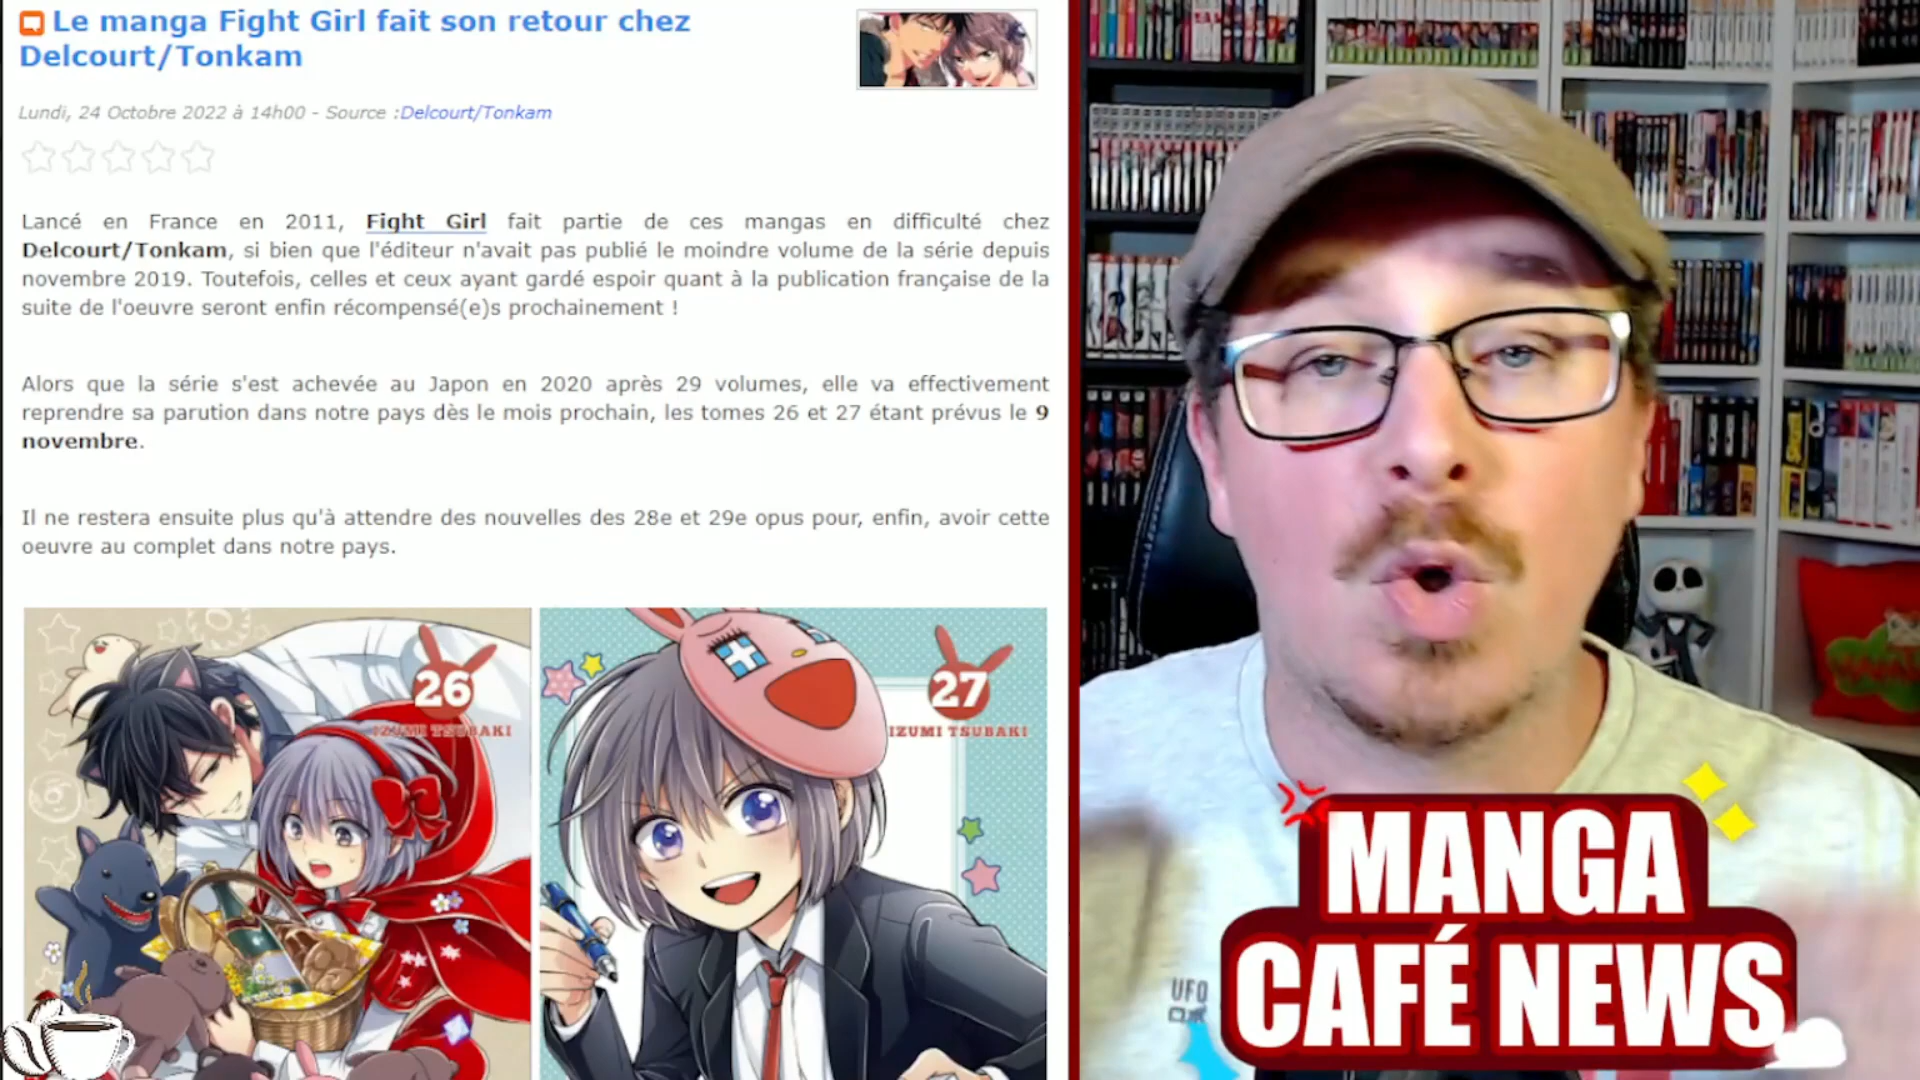 Le manga Fight Girl fait son retour chez
Delcourt/Tonkam
Lundi, 24 Octobre 2022 à 14h00 - Source :Delcourt/Tonkam
Lancé en France en 2011, Fight Girl fait partie de ces mangas en difficulté chez
Delcourt/Tonkam, si bien que l'éditeur n'avait pas publié le moindre volume de la série depuis
novembre 2019. Toutefois, celles et ceux ayant gardé espoir quant à la publication française de la
suite de l'oeuvre seront enfin récompensé(e)s prochainement !
Alors que la série s'est achevée au Japon en 2020 après 29 volumes, elle va effectivement
reprendre sa parution dans notre pays dès le mois prochain, les tomes 26 et 27 étant prévus le 9
novembre.
Il ne restera ensuite plus qu'à attendre des nouvelles des 28e et 29e opus pour, enfin, avoir cette
oeuvre au complet dans notre pays.
26
IZUMI TSUBAKI
27
IZUMI TSUBAKI
UFO
MANGA
CAFÉ NEWS